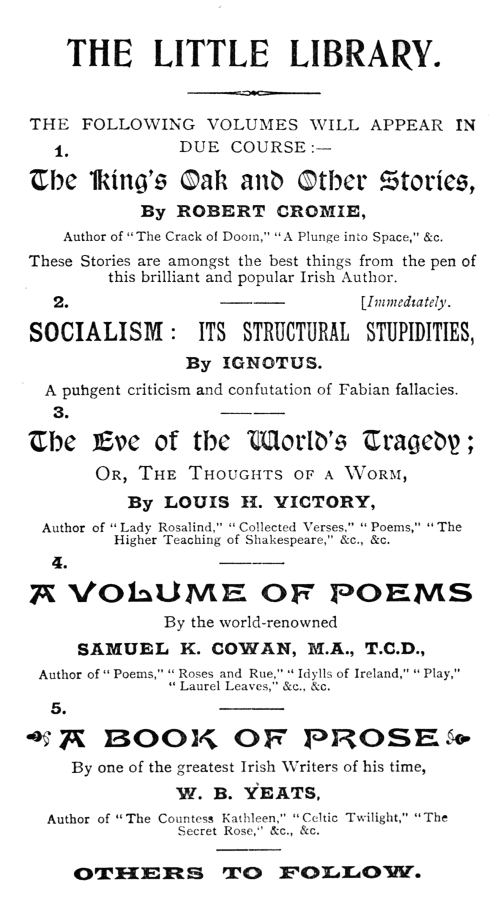 THE LITTLE LIBRARY.
THE FOLLOWING VOLUMES WILL APPEAR IN
DUE COURSE:—
1.
The King's Oak and Other Stories,
By ROBERT CROMIE,
Author of "The Crack of Doom," "A Plunge into Space," &c.
These Stories are amongst the best things from the pen of
this brilliant and popular Irish Author.
2.
[Immediately.
SOCIALISM: ITS STRUCTURAL STUPIDITIES,
By IGNOTUS.
A puhgent criticism and confutation of Fabian fallacies.
3.
The Eve of the World's Tragedy;
OR, THE THOUGHTS OF A WORM,
By LOUIS H. VICTORY,
Author of "Lady Rosalind," "Collected Verses," "Poems," "The
Higher Teaching of Shakespeare," &c., &c.
4.
A VOLUME OF POEMS
By the world-renowned
SAMUEL K. COWAN, M.A., T.C.D.,
Author of "Poems," "Roses and Rue," "Idylls of Ireland," "Play,"
"Laurel Leaves," &c., &c.
5.
A BOOK OF PROSE
By one of the greatest Irish Writers of his time,
W. B. YEATS,
Author of "The Countess Kathleen," "Celtic Twilight," "The
Secret Rose," &c., &c.
OTHERS TO FOLLOW.